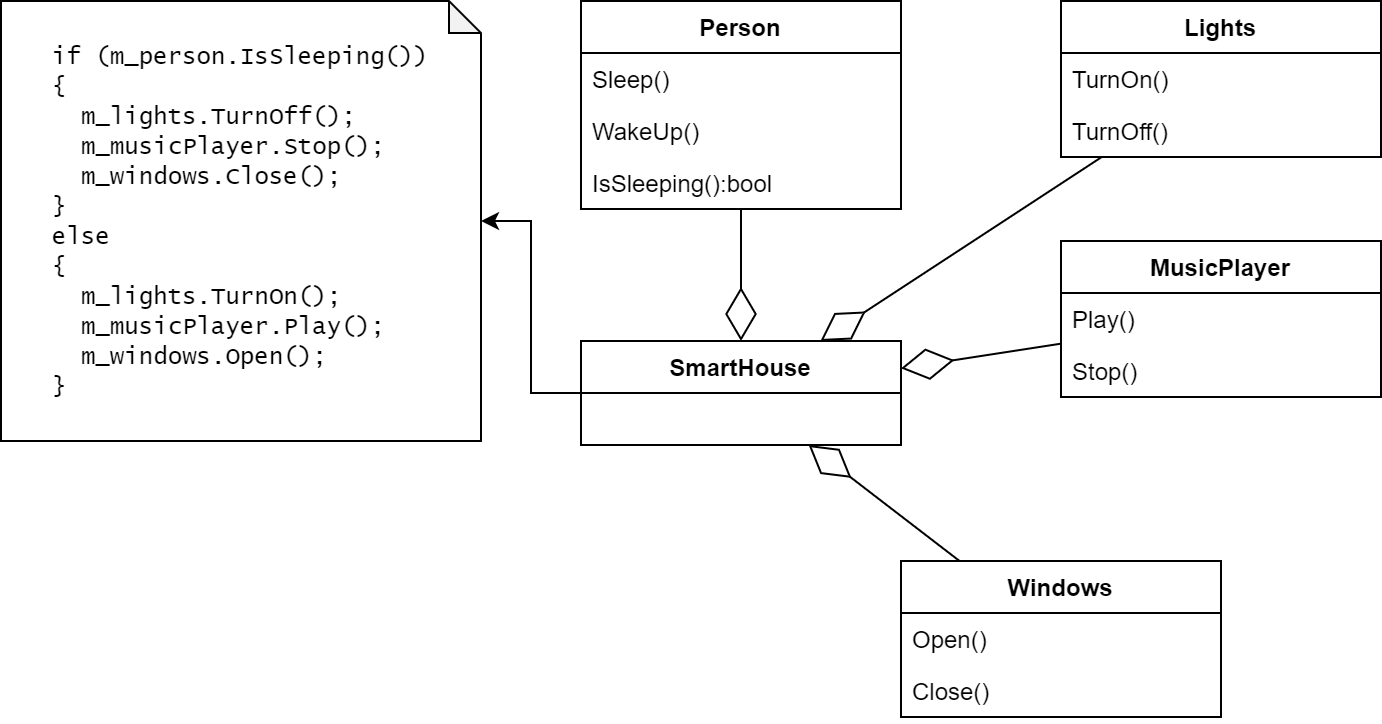 if (m_person.IsSleeping())
{
  m_lights.TurnOff();
  m_musicPlayer.Stop();
  m_windows.Close();
}
else
{
  m_lights.TurnOn();
  m_musicPlayer.Play();
  m_windows.Open();
}
Person
Sleep()
WakeUp()
IsSleeping():bool
Lights
TurnOn()
TurnOff()
MusicPlayer
Play()
Stop()
SmartHouse
Windows
Open()
Close()